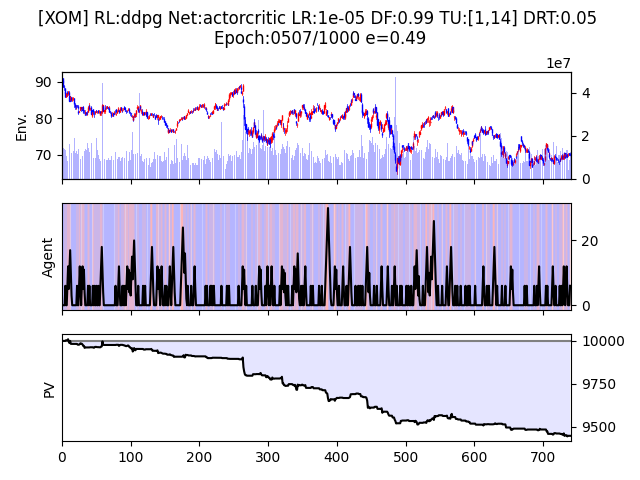 [XOM] RL:ddpg Net:actorcritic LR:1e-05 DF:0.99 TU:[1,14] DRT:0.05
Epoch:0507/1000 e=0.49
1e7
Env.
90
80
70
4
2
0
Agent
20
0
PV
10000
9750
9500
0 100 200 300 400 500 600 700